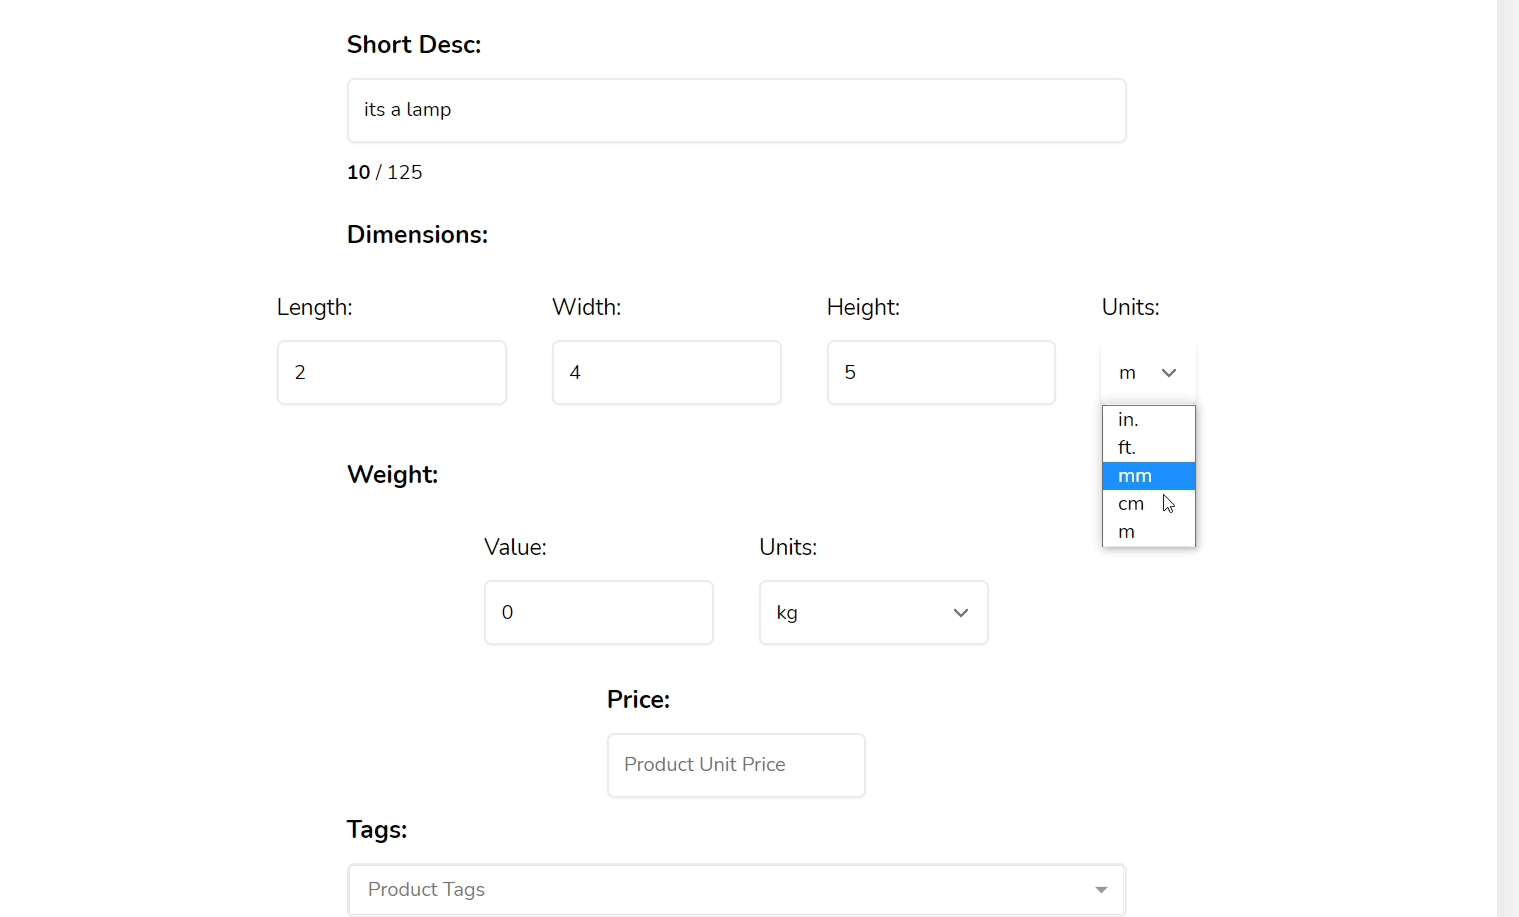 Short Desc:
its a lamp
10 / 125
Dimensions:
Length: Width: Height: Units:
2 4 5 m
in.
ft.
mm
cm
m
Weight:
Value: Units:
0 kg
Price:
Product Unit Price
Tags:
Product Tags